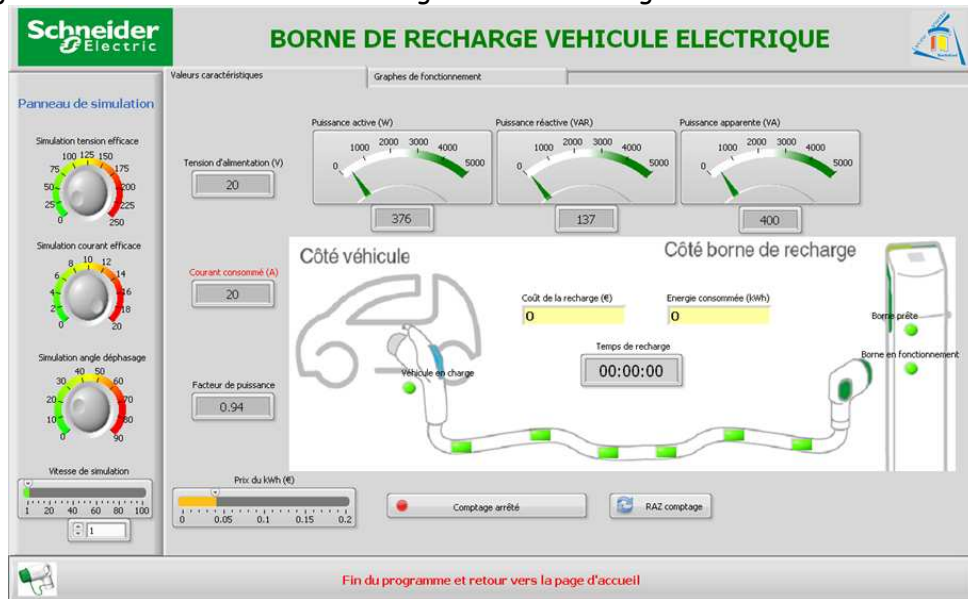 Schneider
Electric
BORNE DE RECHARGE VEHICULE ELECTRIQUE
Valeurs caractéristiques
Graphes de fonctionnement
Panneau de simulation
Simulation tension efficace
0 25 50 75 100 125 150 175 200 225 250
Simulation courant efficace
0 2 4 6 8 10 12 14 16 18 20
Simulation angle déphasage
0 10 20 30 40 50 60 70 80 90
Vitesse de simulation
1 20 40 60 80 100
1
Tension d'alimentation (V)
20
Courant consommé (A)
20
Facteur de puissance
0.94
Puissance active (W)
0 1000 2000 3000 4000 5000
376
Puissance réactive (VAR)
0 1000 2000 3000 4000 5000
137
Puissance apparente (VA)
0 1000 2000 3000 4000 5000
400
Côté véhicule
Côté borne de recharge
Coût de la recharge (€)
0
Energie consommée (kWh)
0
Temps de recharge
00:00:00
Véhicule en charge
Borne prête
Borne en fonctionnement
Prix du kWh (€)
0 0.05 0.1 0.15 0.2
Comptage arrêté
RAZ comptage
Fin du programme et retour vers la page d'accueil